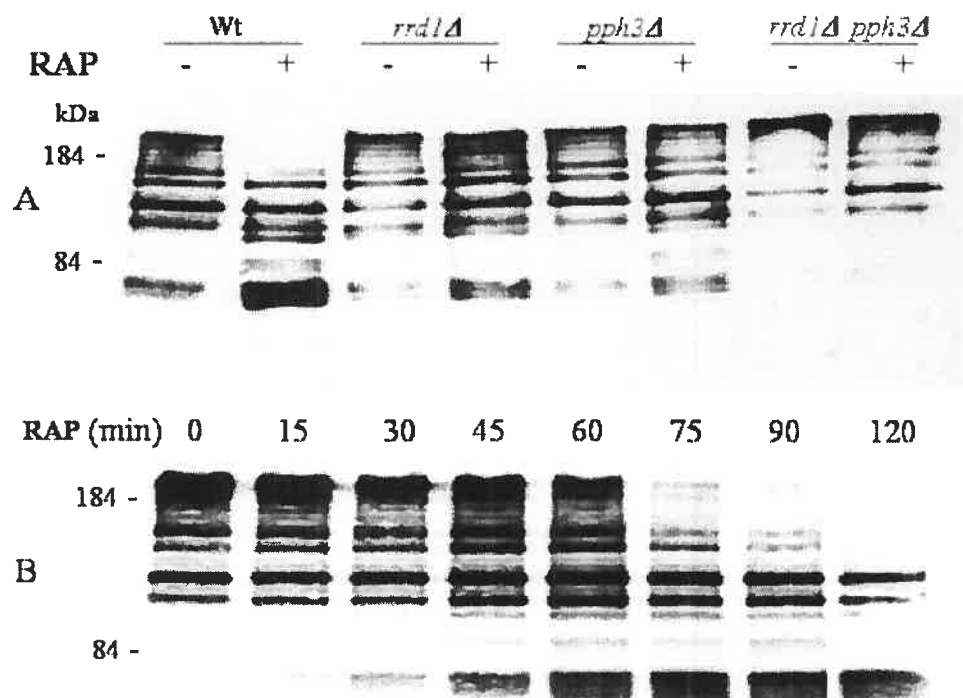 Wt rrd1Δ pph3Δ rrd1Δ pph3Δ
RAP - + - + - + - +
kDa
184 -
A
84 -
RAP (min) 0 15 30 45 60 75 90 120
184 -
B
84 -